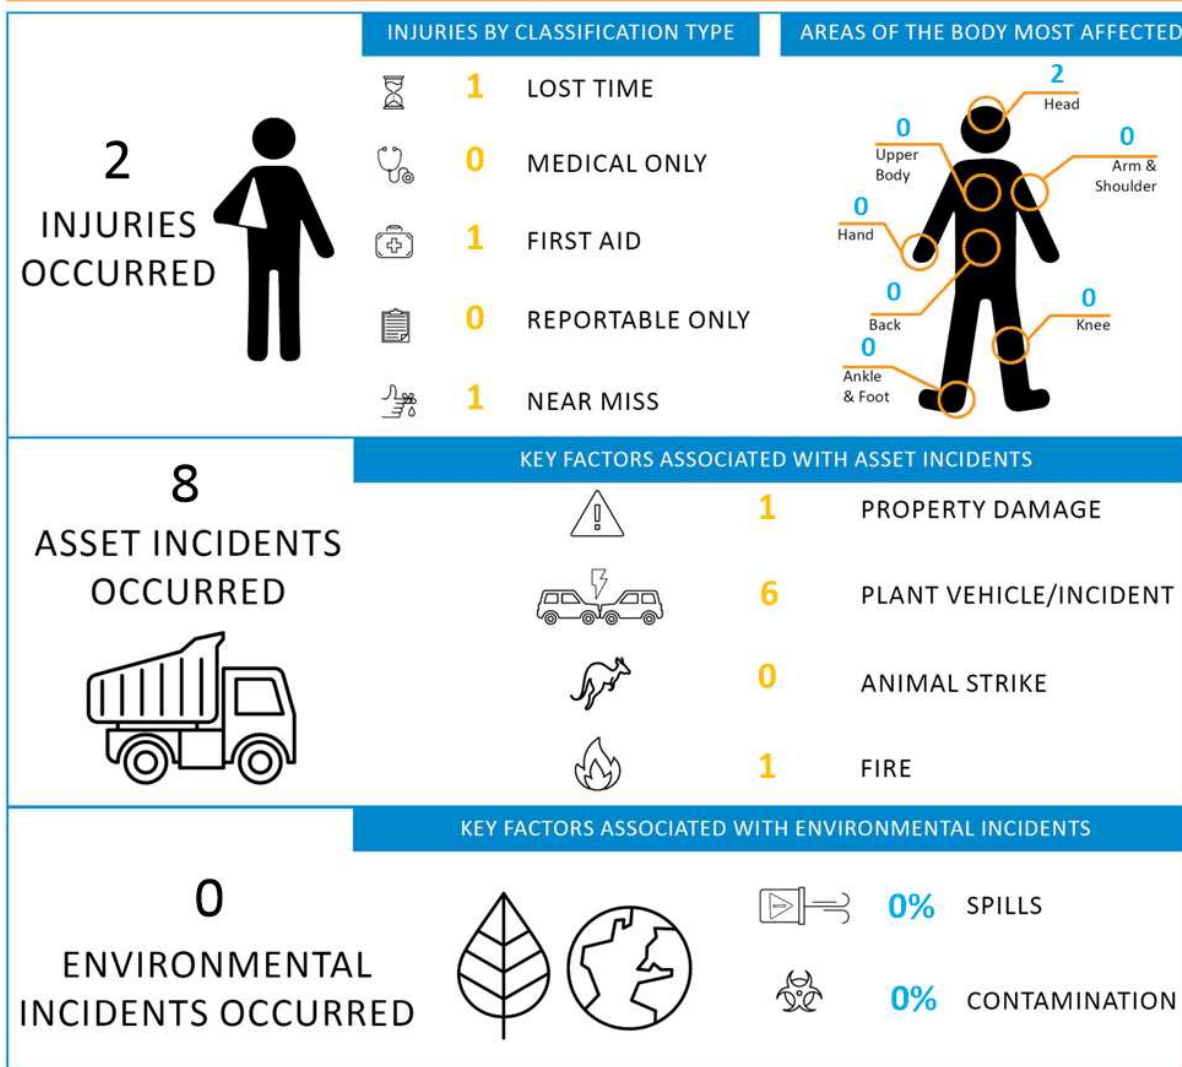 INJURIES BY CLASSIFICATION TYPE
AREAS OF THE BODY MOST AFFECTED
2
INJURIES
OCCURRED
1 LOST TIME
0 MEDICAL ONLY
1 FIRST AID
0 REPORTABLE ONLY
1 NEAR MISS
2
Head
0
Upper
Body
0
Arm &
Shoulder
0
Hand
0
Back
0
Knee
0
Ankle
& Foot
8
ASSET INCIDENTS
OCCURRED
KEY FACTORS ASSOCIATED WITH ASSET INCIDENTS
1 PROPERTY DAMAGE
6 PLANT VEHICLE/INCIDENT
0 ANIMAL STRIKE
1 FIRE
KEY FACTORS ASSOCIATED WITH ENVIRONMENTAL INCIDENTS
0
ENVIRONMENTAL
INCIDENTS OCCURRED
0% SPILLS
0% CONTAMINATION